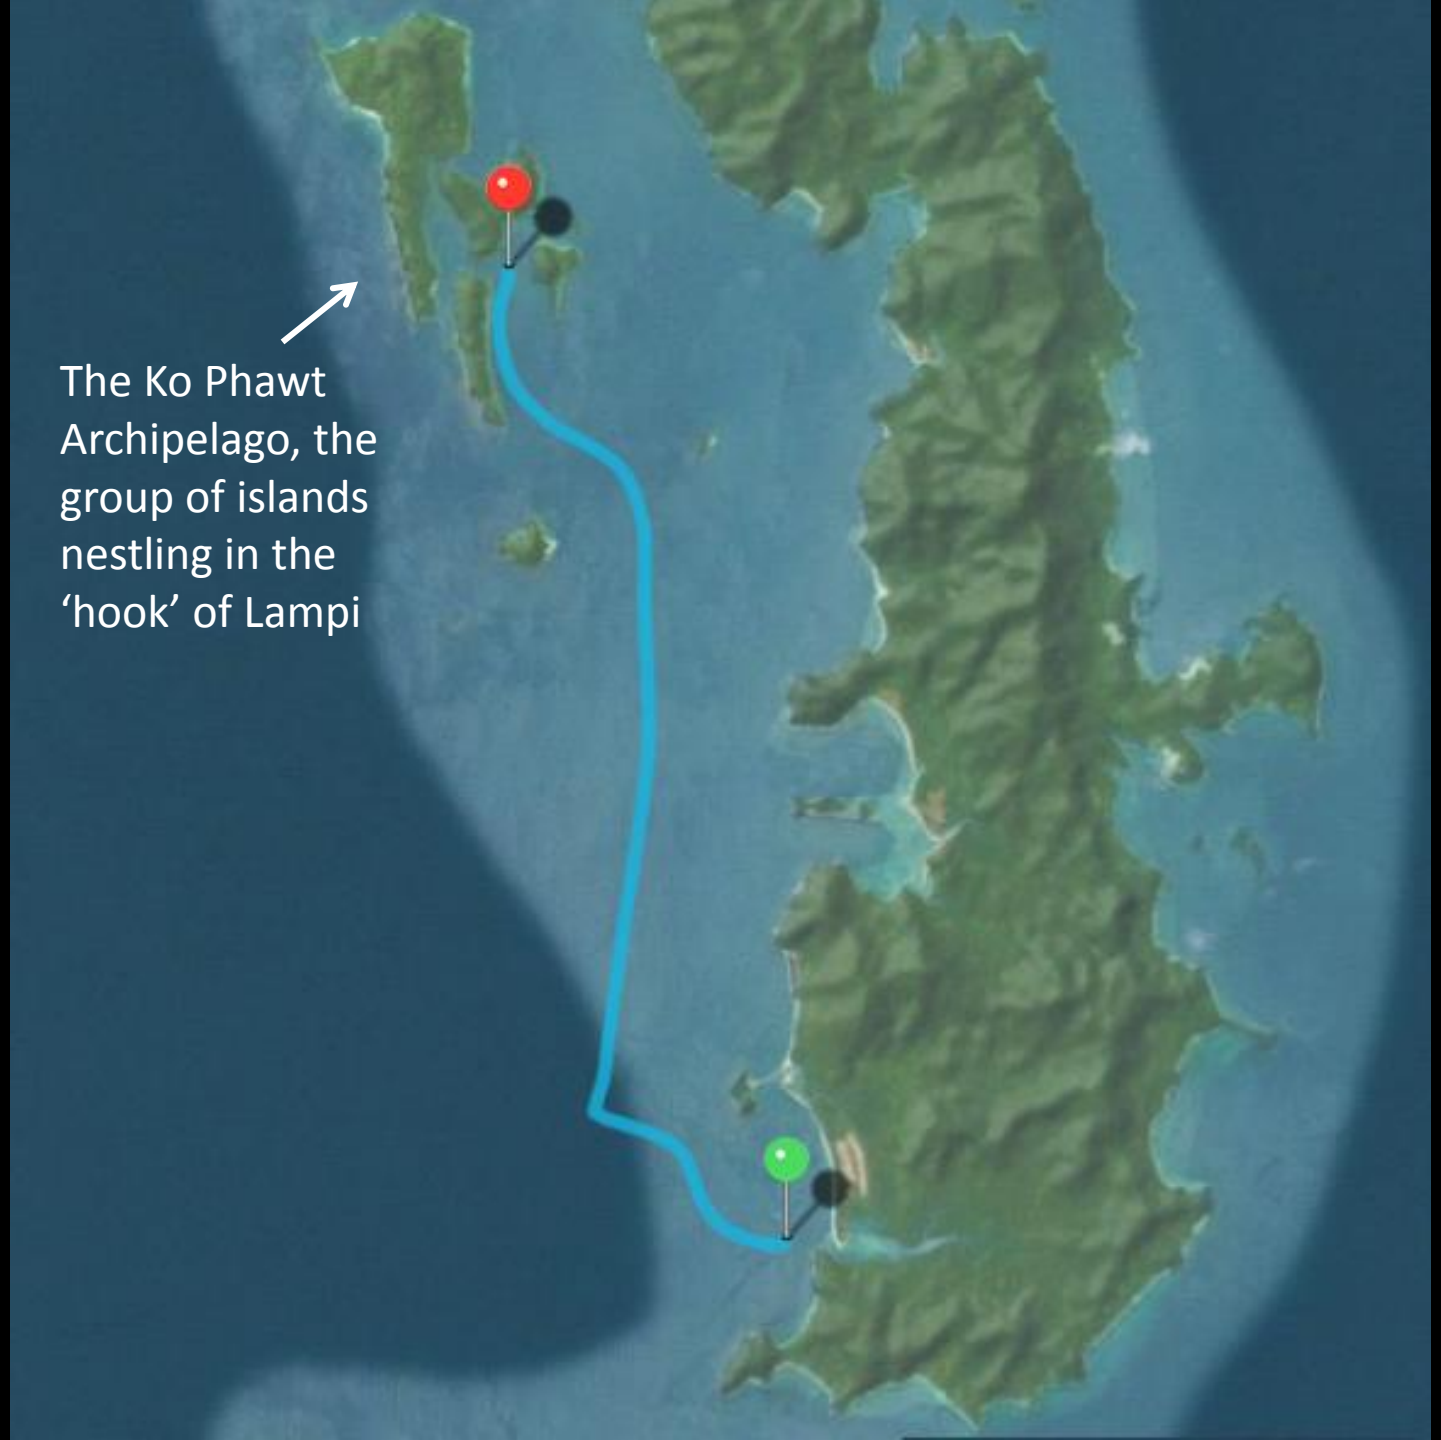 The Ko Phawt
Archipelago, the
group of islands
nestling in the
‘hook’ of Lampi